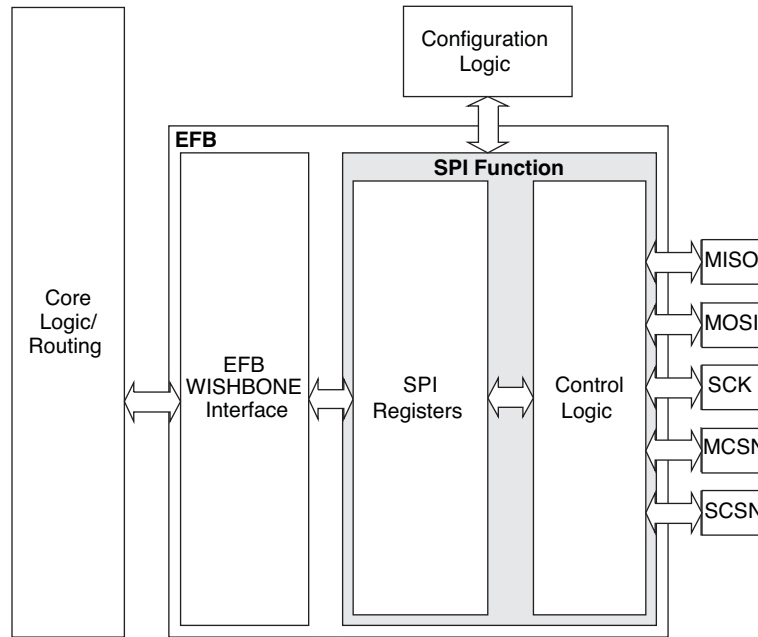 Configuration
Logic
EFB
SPI Function
Core
Logic/
Routing
EFB
WISHBONE
Interface
SPI
Registers
Control
Logic
MISO
MOSI
SCK
MCSN
SCSN